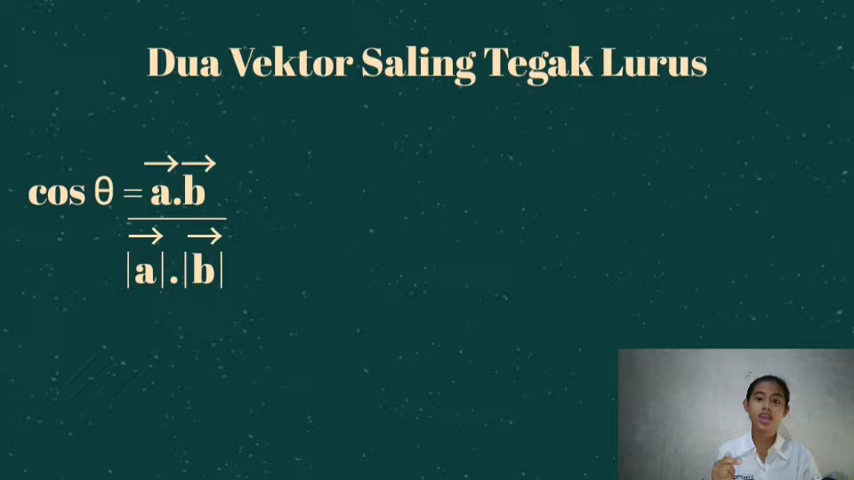 Dua Vektor Saling Tegak Lurus
cos θ = a⃗.b⃗
|a⃗|.|b⃗|